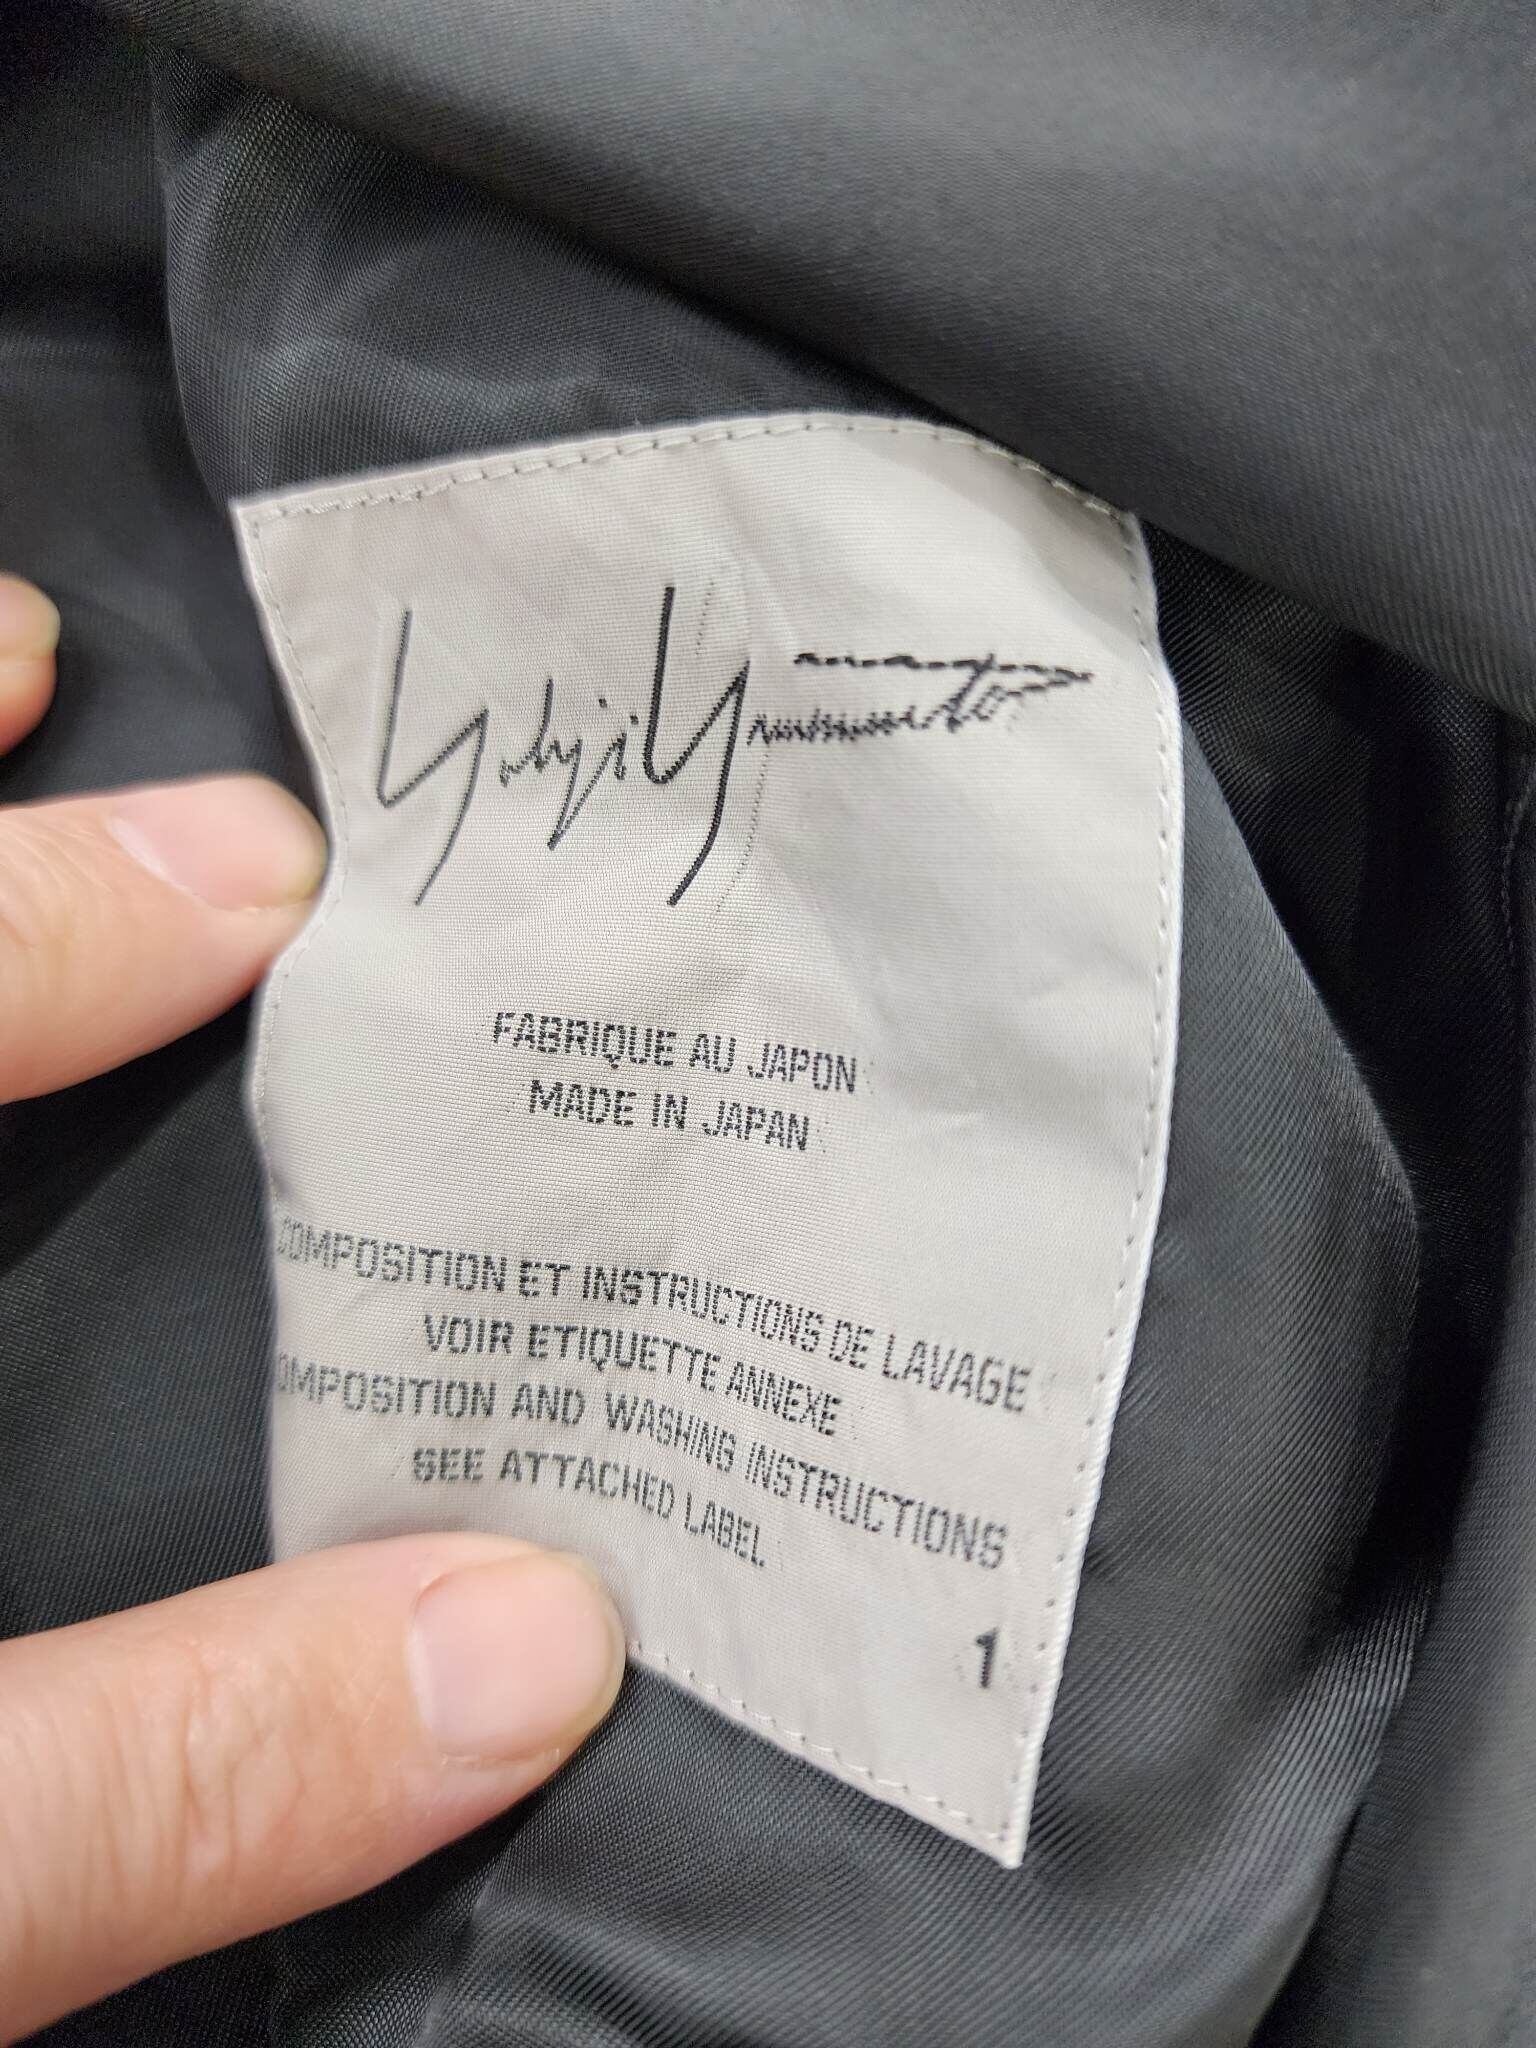 Yohji Yamamoto
FABRIQUE AU JAPON
MADE IN JAPAN
COMPOSITION ET INSTRUCTIONS DE LAVAGE
VOIR ETIQUETTE ANNEXE
COMPOSITION AND WASHING INSTRUCTIONS
SEE ATTACHED LABEL
1